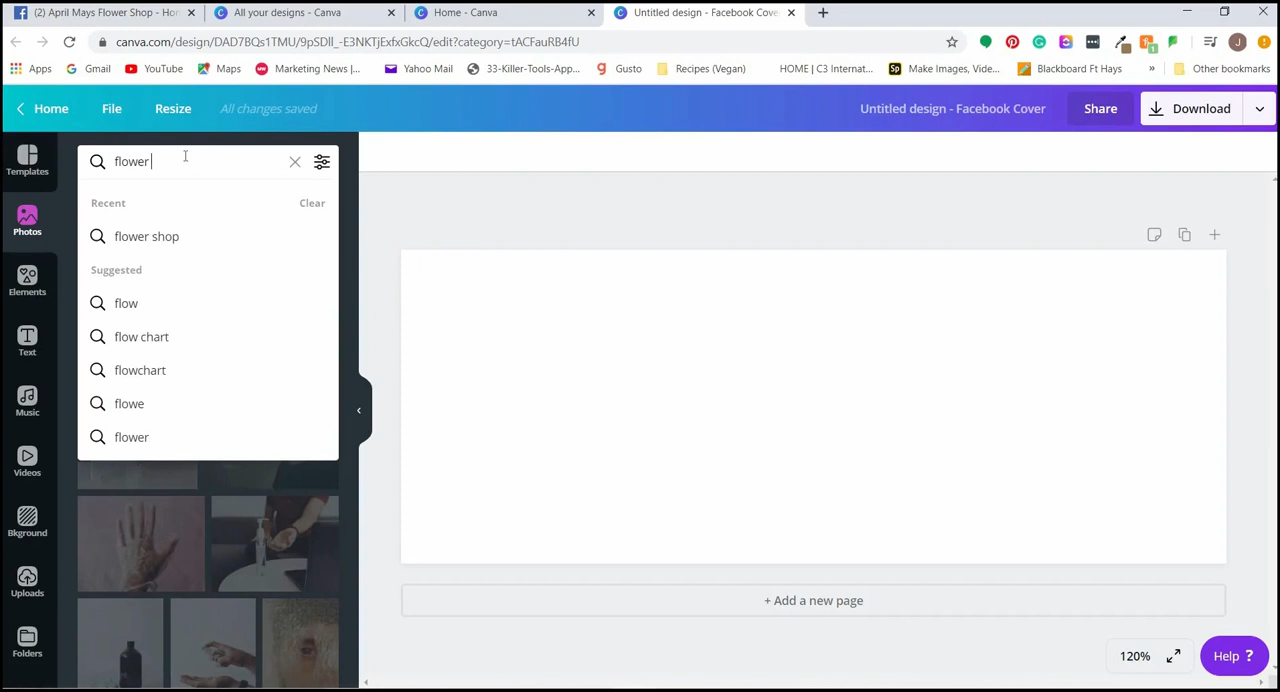 (2) April Mays Flower Shop - Hon
All your designs - Canva
Home - Canva
Untitled design - Facebook Cover
canva.com/design/DAD7BQs1TMU/9pSDll_-E3NKTjExfxGkcQ/edit?category=tACFauRB4fU
Apps
Gmail
YouTube
Maps
Marketing News |...
Yahoo Mail
33-Killer-Tools-App...
Gusto
Recipes (Vegan)
HOME | C3 Internat...
Make Images, Vide...
Blackboard Ft Hays
»
Other bookmarks
Home
File
Resize
All changes saved
Untitled design - Facebook Cover
Share
Download
Templates
Photos
Elements
Text
Music
Videos
Bkground
Uploads
Folders
flower
Recent
Clear
flower shop
Suggested
flow
flow chart
flowchart
flowe
flower
+ Add a new page
120%
Help ?